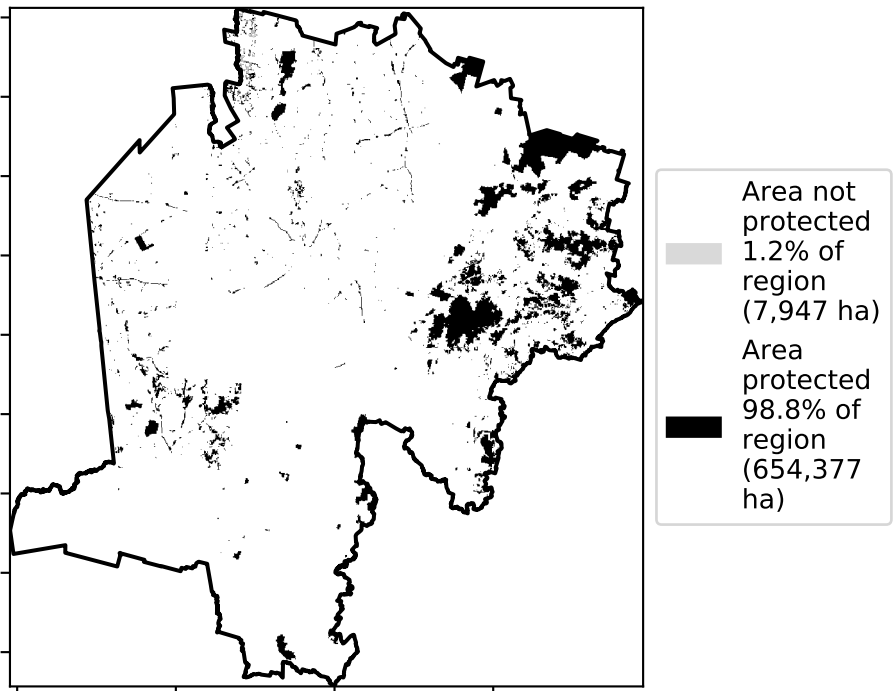 Area not
protected
1.2% of
region
(7,947 ha)
Area
protected
98.8% of
region
(654,377
ha)